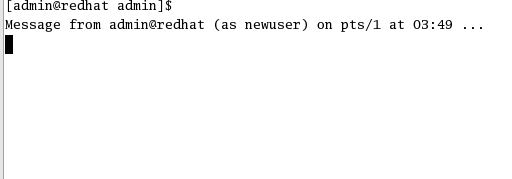 [admin@redhat admin]$
Message from admin@redhat (as newuser) on pts/1 at 03:49 ...